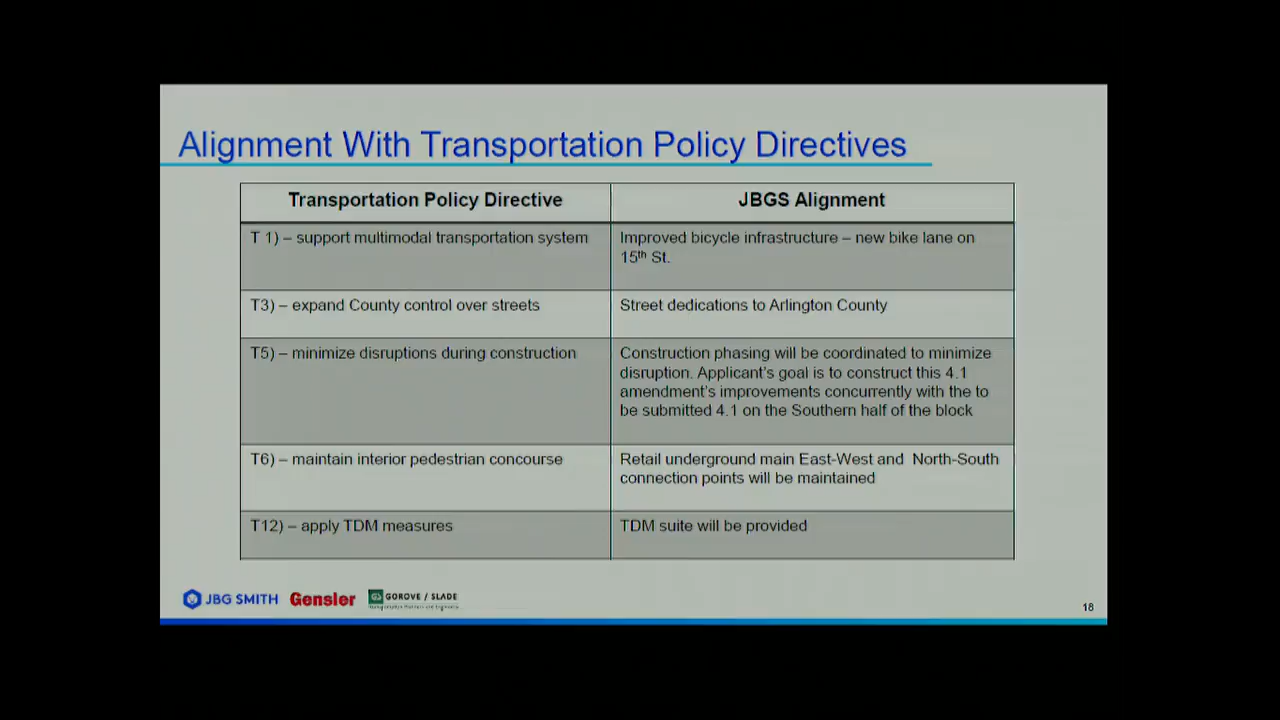 Alignment With Transportation Policy Directives
Transportation Policy Directive
JBGS Alignment
T 1) – support multimodal transportation system
Improved bicycle infrastructure – new bike lane on
15th St.
T3) – expand County control over streets
Street dedications to Arlington County
T5) – minimize disruptions during construction
Construction phasing will be coordinated to minimize
disruption. Applicant's goal is to construct this 4.1
amendment's improvements concurrently with the to
be submitted 4.1 on the Southern half of the block
T6) – maintain interior pedestrian concourse
Retail underground main East-West and North-South
connection points will be maintained
T12) – apply TDM measures
TDM suite will be provided
JBG SMITH
Gensler
GOROVE / SLADE
Transportation Planners and Engineers
18